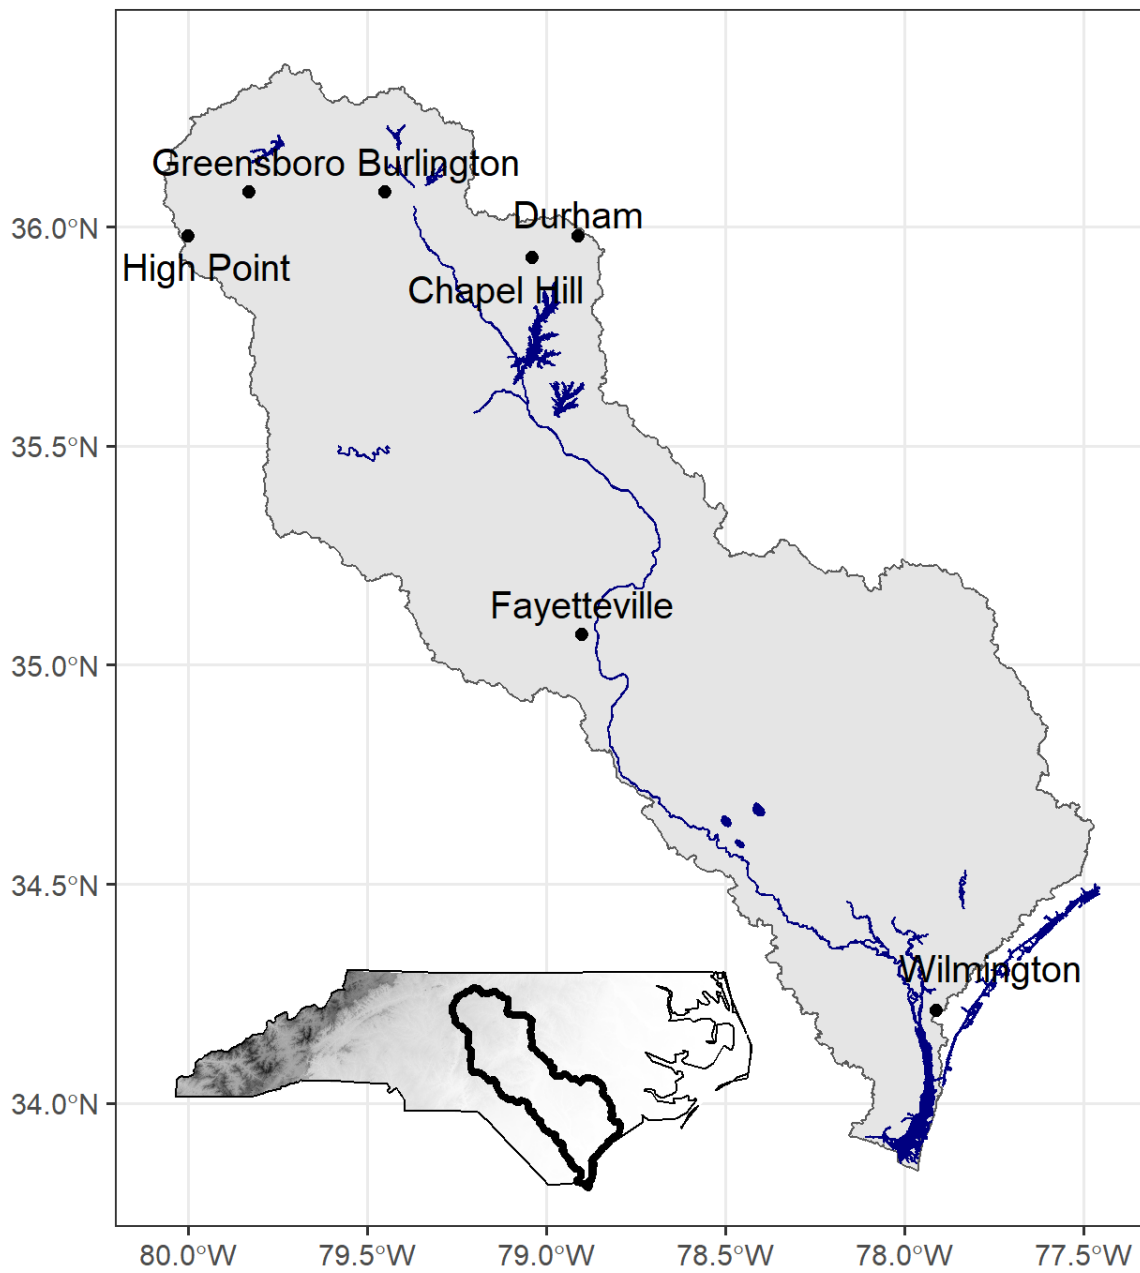 Greensboro Burlington
Durham
36.0°N
High Point
Chapel Hill
35.5°N
Fayetteville
35.0°N
34.5°N
Wilmington
34.0°N
80.0°W 79.5°W 79.0°W 78.5°W 78.0°W 77.5°W